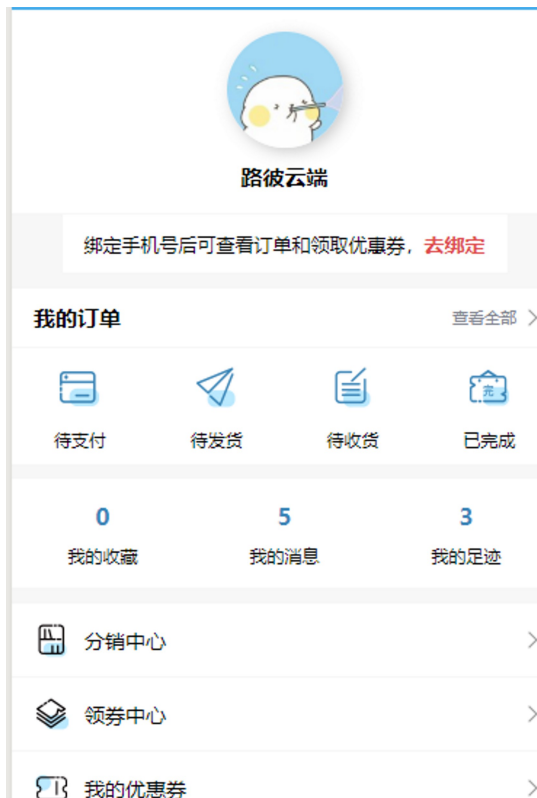 路彼云端
绑定手机号后可查看订单和领取优惠券，去绑定
我的订单 查看全部
待支付 待发货 待收货 已完成
0 5 3
我的收藏 我的消息 我的足迹
分销中心
领券中心
我的优惠券